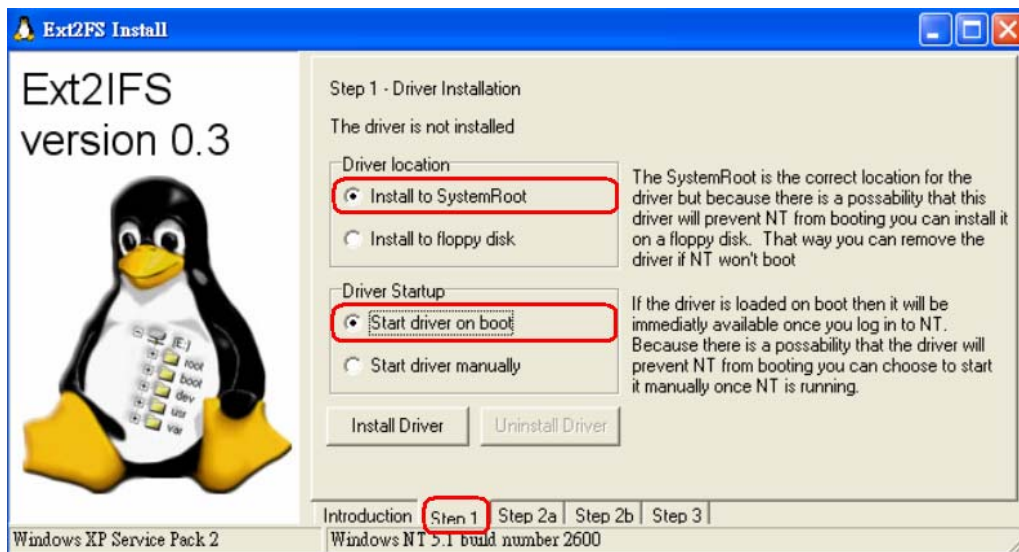 Ext2FS Install
Ext2IFS
version 0.3
(E:)
root
boot
dev
usr
var
Step 1 - Driver Installation
The driver is not installed
Driver location
Install to SystemRoot
Install to floppy disk
The SystemRoot is the correct location for the
driver but because there is a possability that this
driver will prevent NT from booting you can install it
on a floppy disk. That way you can remove the
driver if NT won't boot
Driver Startup
Start driver on boot
Start driver manually
If the driver is loaded on boot then it will be
immediatly available once you log in to NT.
Because there is a possability that the driver will
prevent NT from booting you can choose to start
it manually once NT is running.
Install Driver
Uninstall Driver
Introduction Step 1 Step 2a Step 2b Step 3
Windows XP Service Pack 2
Windows NT 5.1 build number 2600